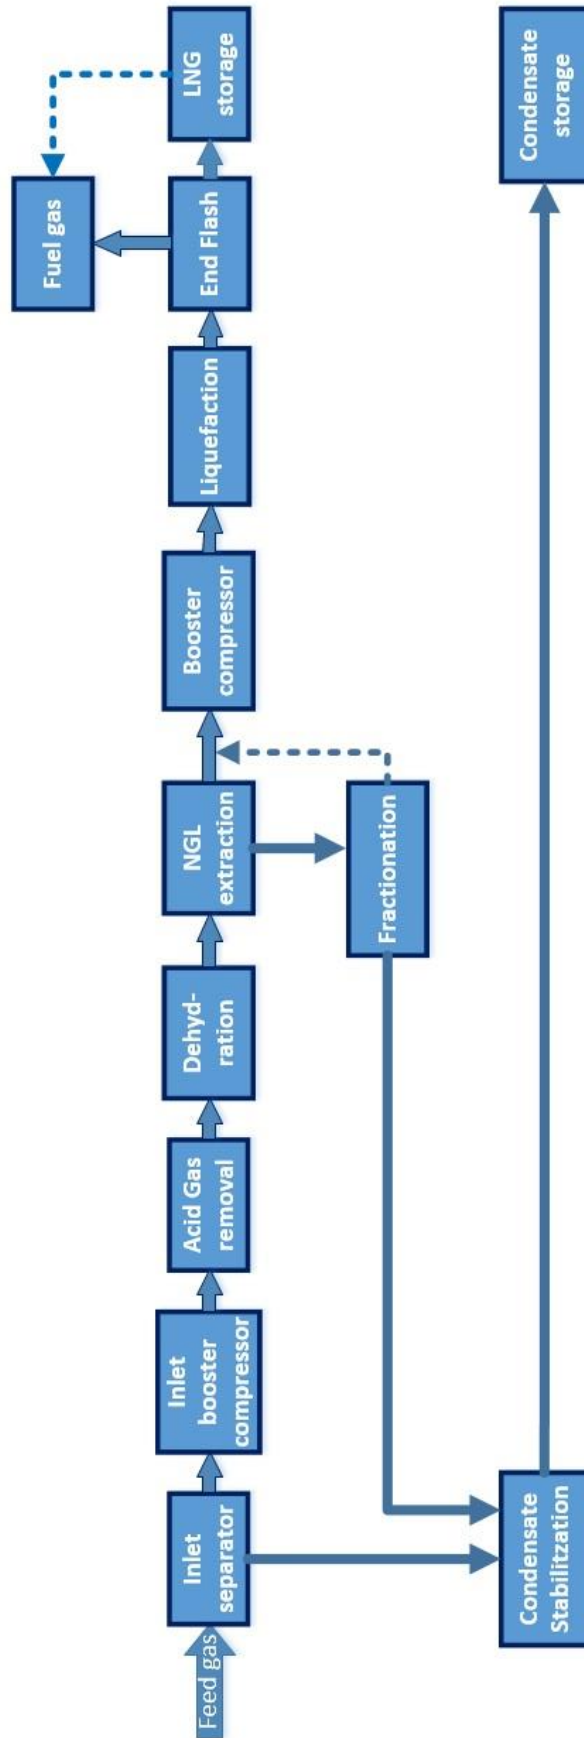 Feed gas
Inlet
separator
Inlet
booster
compressor
Acid Gas
removal
Dehyd-
ration
NGL
extraction
Booster
compressor
Liquefaction
End Flash
LNG
storage
Fuel gas
Fractionation
Condensate
Stabilitzation
Condensate
storage